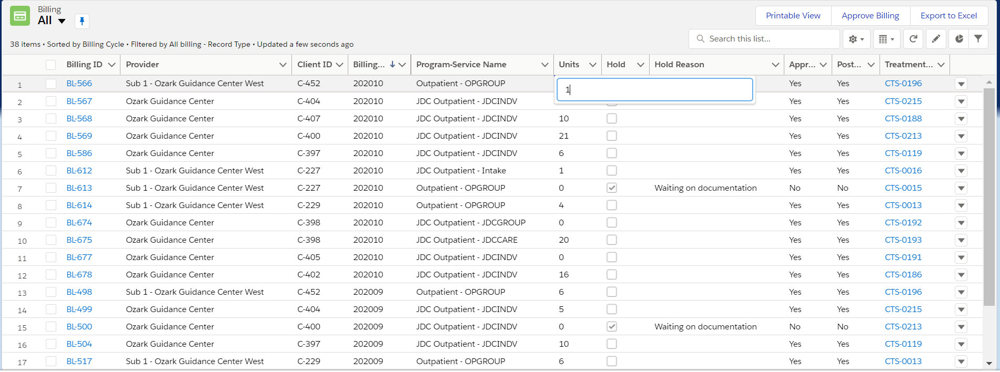 Billing
All
Printable View Approve Billing Export to Excel
38 items • Sorted by Billing Cycle • Filtered by All billing - Record Type • Updated a few seconds ago
Search this list...
Billing ID Provider Client ID Billing... Program-Service Name Units Hold Hold Reason Appr... Post... Treatment...
1 BL-566 Sub 1 - Ozark Guidance Center West C-452 202010 Outpatient - OPGROUP 1 Yes Yes CTS-0196
2 BL-567 Ozark Guidance Center C-404 202010 JDC Outpatient - JDCINDV Yes Yes CTS-0215
3 BL-568 Ozark Guidance Center C-407 202010 JDC Outpatient - JDCINDV 10 Yes Yes CTS-0188
4 BL-569 Ozark Guidance Center C-400 202010 JDC Outpatient - JDCINDV 21 Yes Yes CTS-0213
5 BL-586 Ozark Guidance Center C-397 202010 JDC Outpatient - JDCINDV 6 Yes Yes CTS-0119
6 BL-612 Sub 1 - Ozark Guidance Center West C-227 202010 JDC Outpatient - Intake 1 Yes Yes CTS-0016
7 BL-613 Sub 1 - Ozark Guidance Center West C-227 202010 Outpatient - OPGROUP 0 Waiting on documentation No No CTS-0015
8 BL-614 Sub 1 - Ozark Guidance Center West C-229 202010 Outpatient - OPGROUP 4 Yes Yes CTS-0013
9 BL-674 Ozark Guidance Center C-398 202010 JDC Outpatient - JDCGROUP 0 Yes Yes CTS-0192
10 BL-675 Ozark Guidance Center C-398 202010 JDC Outpatient - JDCCARE 20 Yes Yes CTS-0193
11 BL-677 Ozark Guidance Center C-405 202010 JDC Outpatient - JDCINDV 0 Yes Yes CTS-0191
12 BL-678 Ozark Guidance Center C-402 202010 JDC Outpatient - JDCINDV 16 Yes Yes CTS-0186
13 BL-498 Sub 1 - Ozark Guidance Center West C-452 202009 Outpatient - OPGROUP 6 Yes Yes CTS-0196
14 BL-499 Ozark Guidance Center C-404 202009 JDC Outpatient - JDCINDV 5 Yes Yes CTS-0215
15 BL-500 Ozark Guidance Center C-400 202009 JDC Outpatient - JDCINDV 0 Waiting on documentation No No CTS-0213
16 BL-504 Ozark Guidance Center C-397 202009 JDC Outpatient - JDCINDV 10 Yes Yes CTS-0119
17 BL-517 Sub 1 - Ozark Guidance Center West C-229 202009 Outpatient - OPGROUP 6 Yes Yes CTS-0013